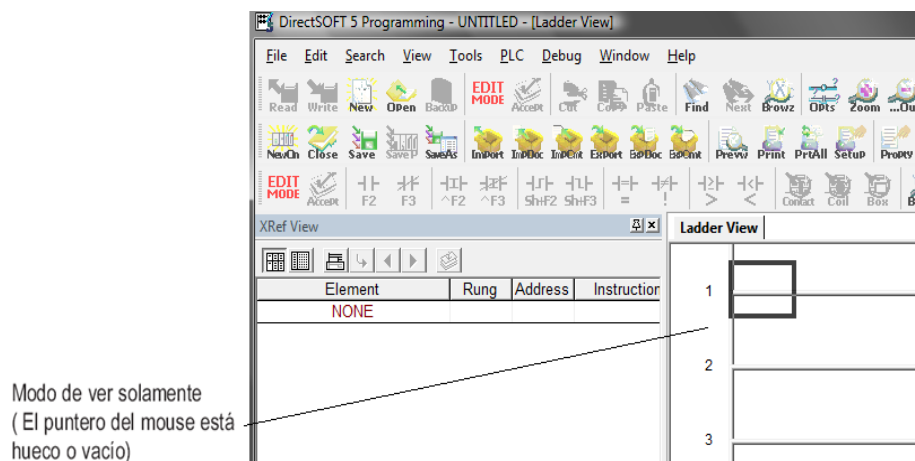 DirectSOFT 5 Programming - UNTITLED - [Ladder View]
File Edit Search View Tools PLC Debug Window Help
Read Write New Open Backup EDIT MODE Accept Cut Copy Paste Find Next Browz Opts Zoom ...Ou
NewCh Close Save SaveP SaveAs Import ImpDoc ImpCmt Export ExpDoc ExpCmt Prevw Print PrtAll Setup Propty
EDIT MODE Accept F2 F3 ^F2 ^F3 Sh+F2 Sh+F3 = ! > < Contact Coil Box
XRef View
Ladder View
Element Rung Address Instruction
NONE
1
2
3
Modo de ver solamente
( El puntero del mouse está
hueco o vacío)